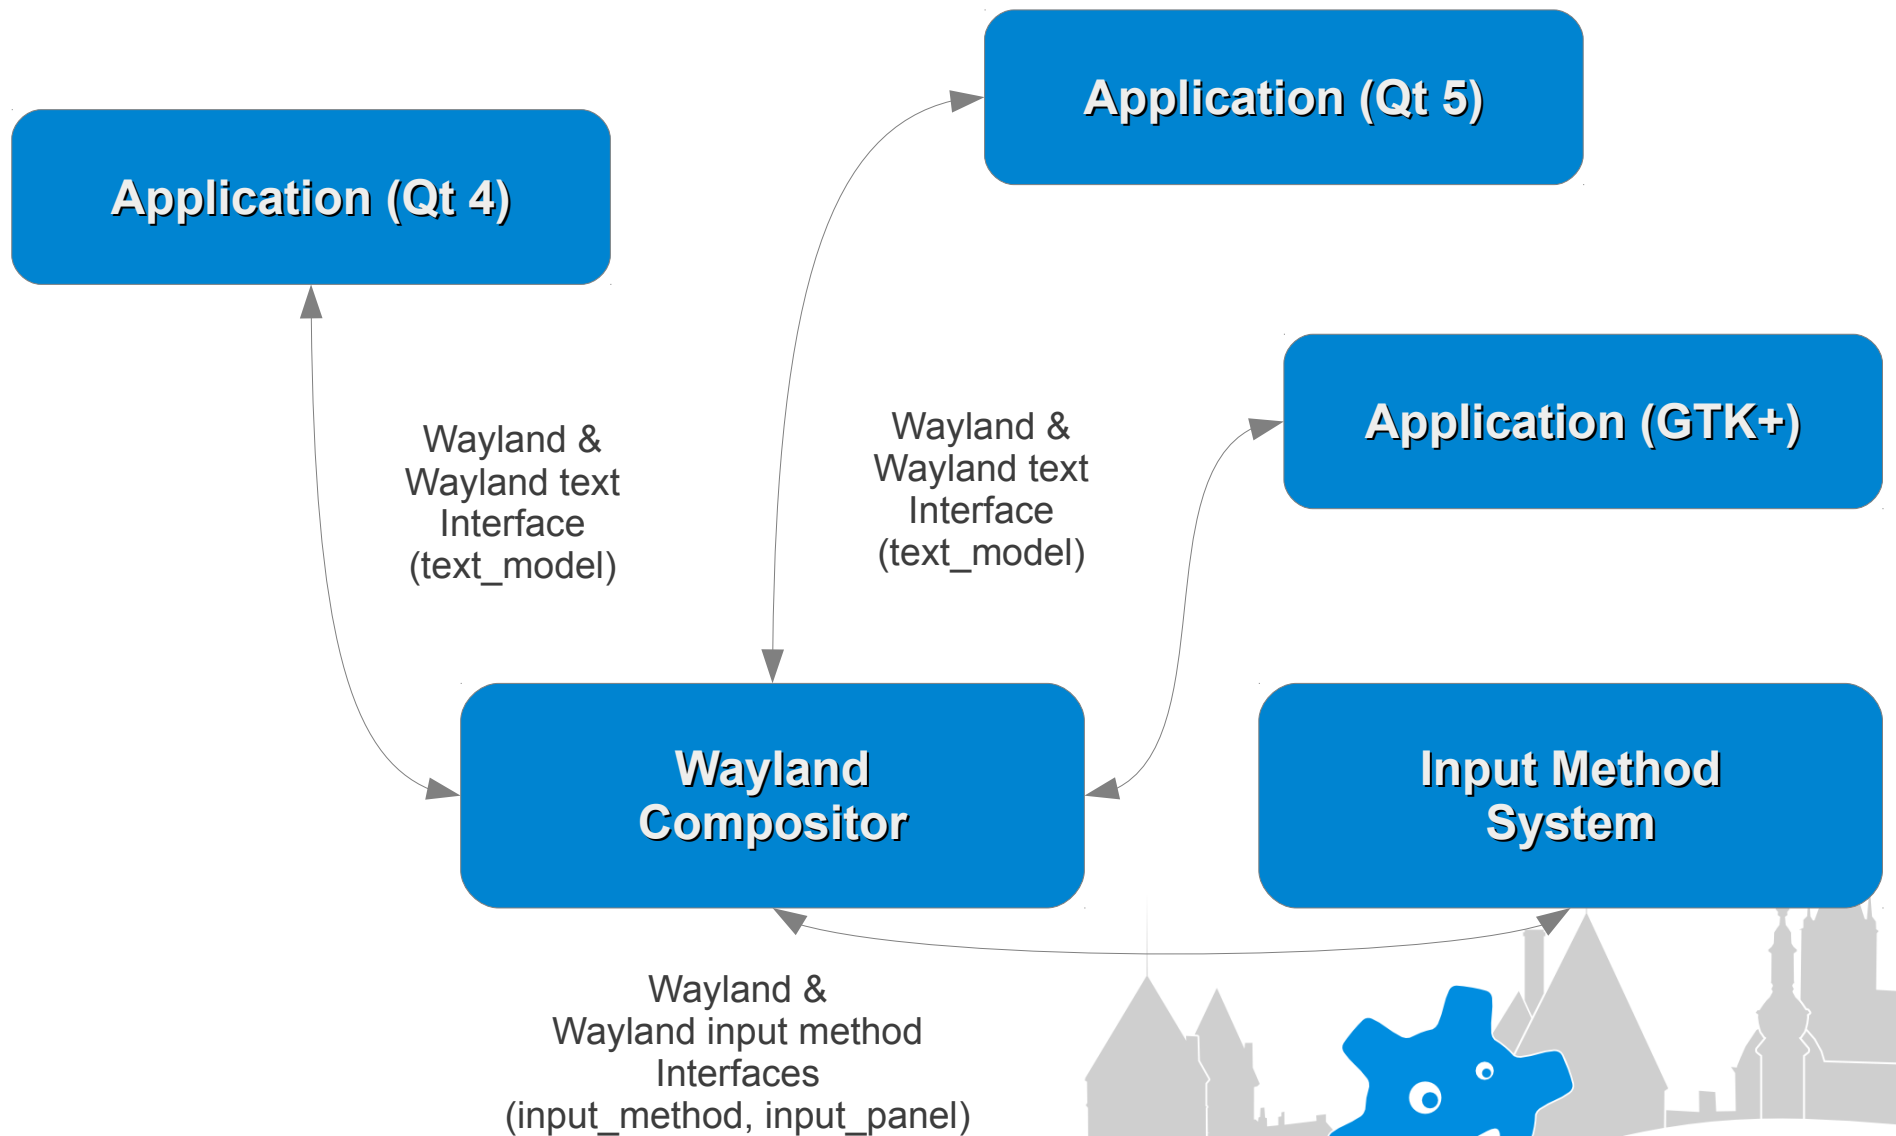 Application (Qt 5)
Application (Qt 4)
Application (GTK+)
Wayland &
Wayland text
Interface
(text_model)
Wayland &
Wayland text
Interface
(text_model)
Wayland
Compositor
Input Method
System
Wayland &
Wayland input method
Interfaces
(input_method, input_panel)